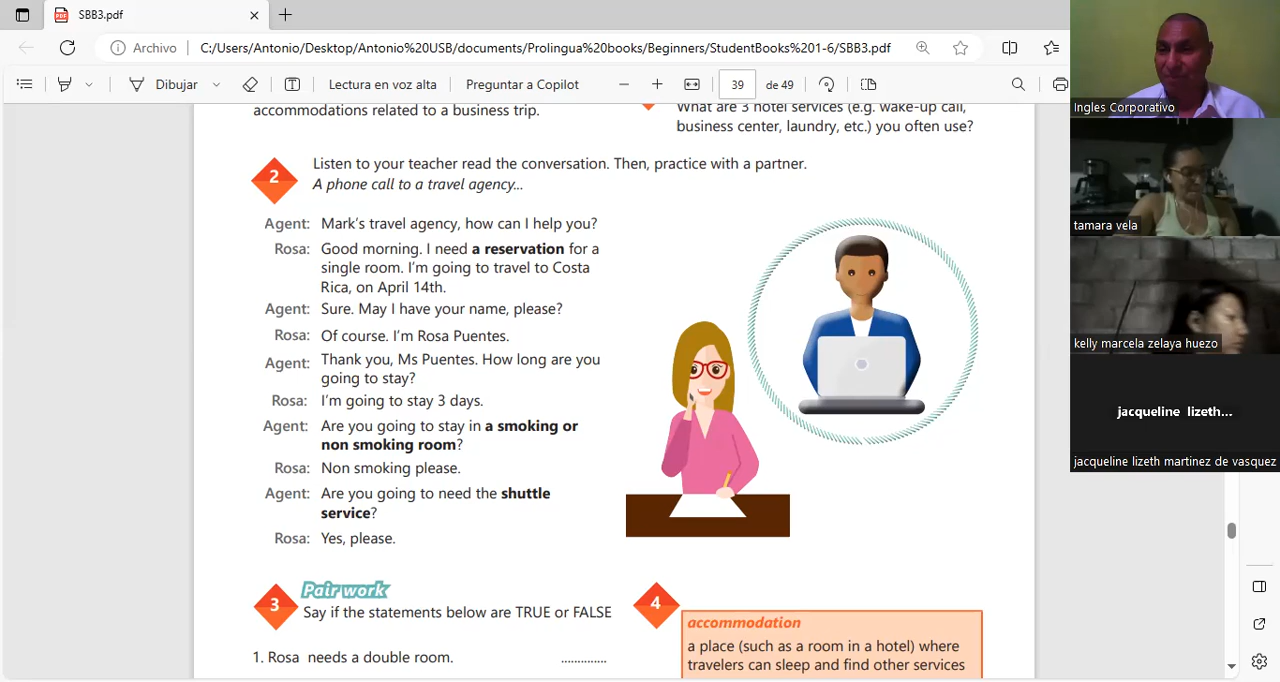 SBB3.pdf
Archivo
C:/Users/Antonio/Desktop/Antonio%20USB/documents/Prolingua%20books/Beginners/StudentBooks%201-6/SBB3.pdf
Dibujar
Lectura en voz alta
Preguntar a Copilot
39
de 49
accommodations related to a business trip.
What are 3 hotel services (e.g. wake-up call,
business center, laundry, etc.) you often use?
2
Listen to your teacher read the conversation. Then, practice with a partner.
A phone call to a travel agency...
Agent: Mark's travel agency, how can I help you?
Rosa: Good morning. I need a reservation for a
single room. I'm going to travel to Costa
Rica, on April 14th.
Agent: Sure. May I have your name, please?
Rosa: Of course. I'm Rosa Puentes.
Agent: Thank you, Ms Puentes. How long are you
going to stay?
Rosa: I'm going to stay 3 days.
Agent: Are you going to stay in a smoking or
non smoking room?
Rosa: Non smoking please.
Agent: Are you going to need the shuttle
service?
Rosa: Yes, please.
3
Pair work
Say if the statements below are TRUE or FALSE
1. Rosa needs a double room. ..............
4
accommodation
a place (such as a room in a hotel) where
travelers can sleep and find other services
Ingles Corporativo
tamara vela
kelly marcela zelaya huezo
jacqueline lizeth...
jacqueline lizeth martinez de vasquez